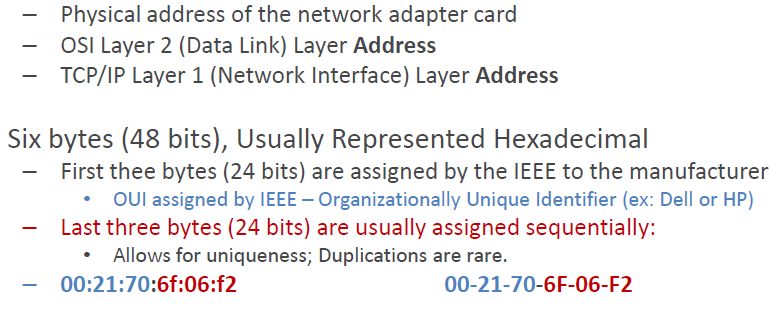 – Physical address of the network adapter card
– OSI Layer 2 (Data Link) Layer Address
– TCP/IP Layer 1 (Network Interface) Layer Address
Six bytes (48 bits), Usually Represented Hexadecimal
– First thee bytes (24 bits) are assigned by the IEEE to the manufacturer
• OUI assigned by IEEE – Organizationally Unique Identifier (ex: Dell or HP)
– Last three bytes (24 bits) are usually assigned sequentially:
• Allows for uniqueness; Duplications are rare.
– 00:21:70:6f:06:f2 00-21-70-6F-06-F2